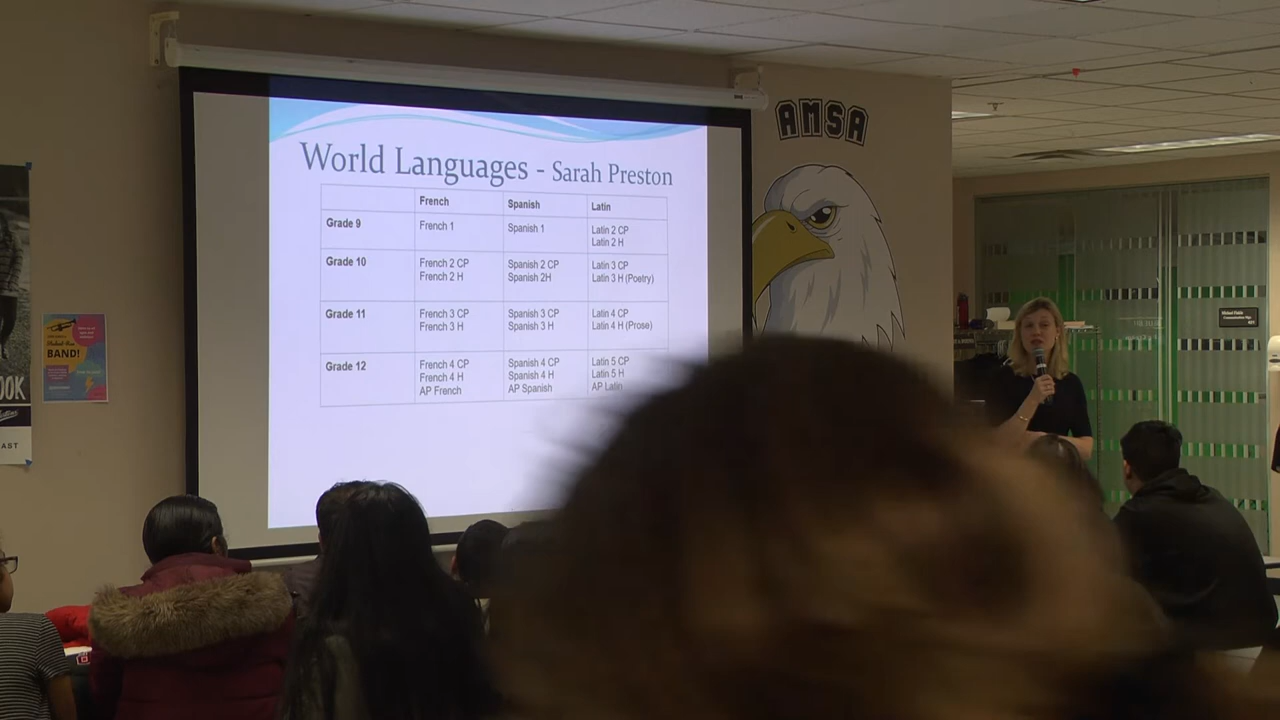 World Languages - Sarah Preston
French Spanish Latin
Grade 9 French 1 Spanish 1 Latin 2 CP
Latin 2 H
Grade 10 French 2 CP Spanish 2 CP Latin 3 CP
French 2 H Spanish 2H Latin 3 H (Poetry)
Grade 11 French 3 CP Spanish 3 CP Latin 4 CP
French 3 H Spanish 3 H Latin 4 H (Prose)
Grade 12 French 4 CP Spanish 4 CP Latin 5 CP
French 4 H Spanish 4 H Latin 5 H
AP French AP Spanish AP Latin
AMSA
BAND!
OOK
AST